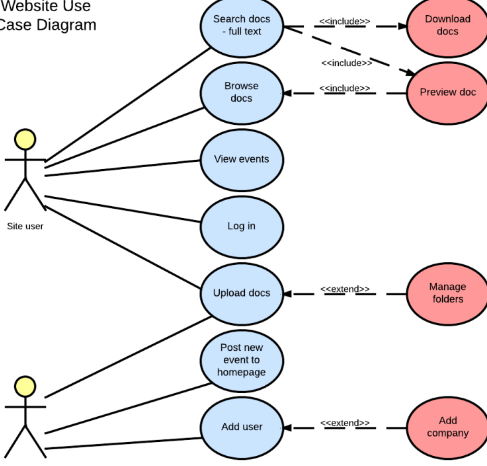 Website Use
Case Diagram
Search docs
- full text
<<include>>
Download
docs
<<include>>
Browse
docs
<<include>>
Preview doc
View events
Site user
Log in
Upload docs
<<extend>>
Manage
folders
Post new
event to
homepage
Add user
<<extend>>
Add
company